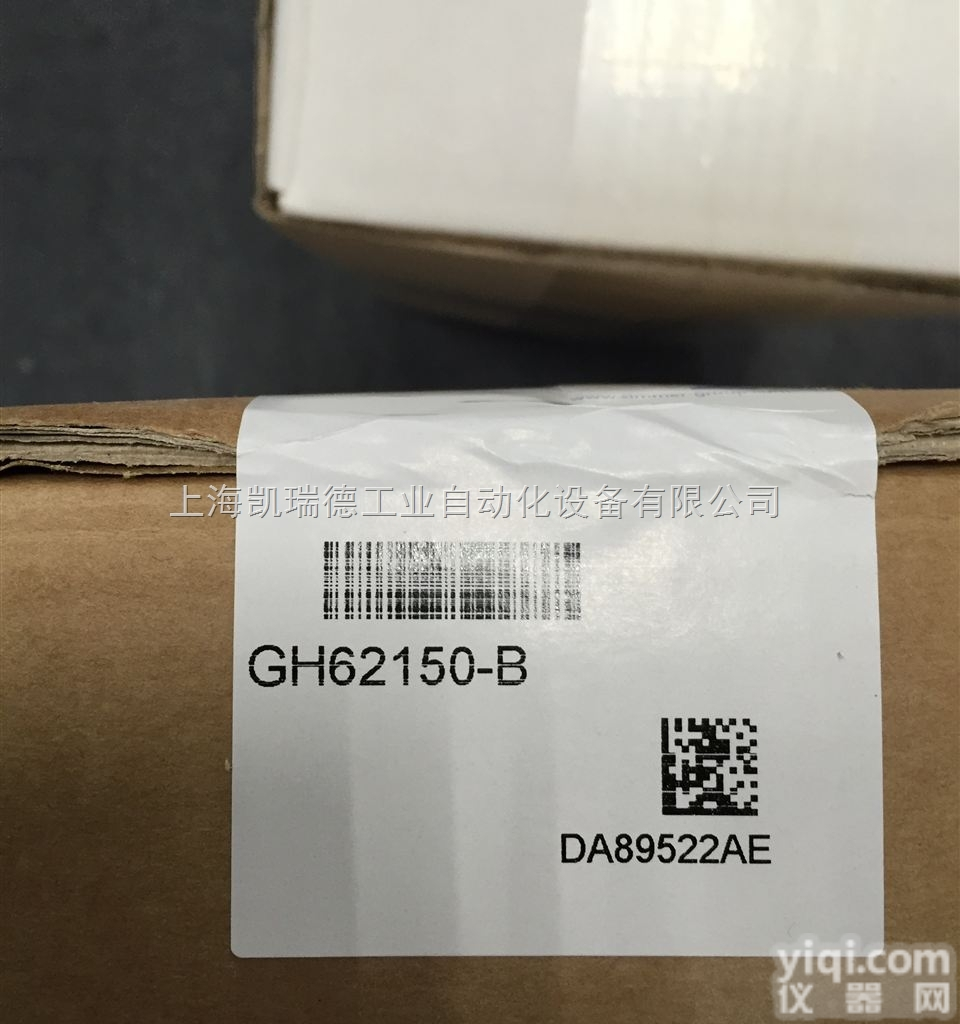 上海凯瑞德工业自动化设备有限公司
GH62150-B
DA89522AE
yiqi.com
仪器网